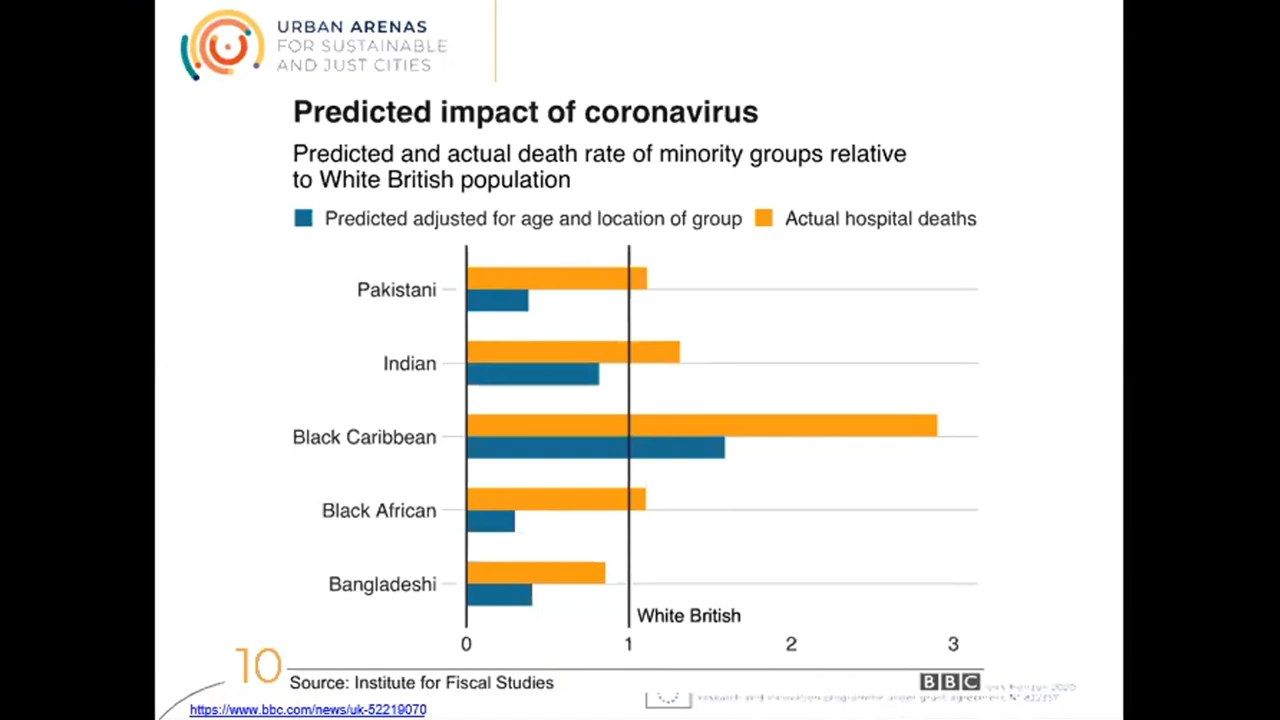 URBAN ARENAS
FOR SUSTAINABLE
AND JUST CITIES
Predicted impact of coronavirus
Predicted and actual death rate of minority groups relative
to White British population
Predicted adjusted for age and location of group
Actual hospital deaths
Pakistani
Indian
Black Caribbean
Black African
Bangladeshi
White British
0 1 2 3
10
Source: Institute for Fiscal Studies
BBC
https://www.bbc.com/news/uk-52219070